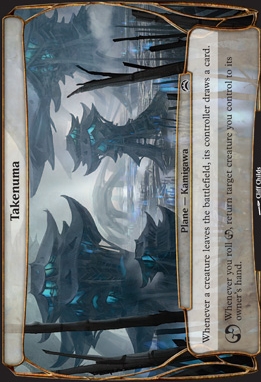 Takenuma
Plane — Kamigawa
Whenever a creature leaves the battlefield, its controller draws a card.
Whenever you roll , return target creature you control to its
owner's hand.
Cliff Childs